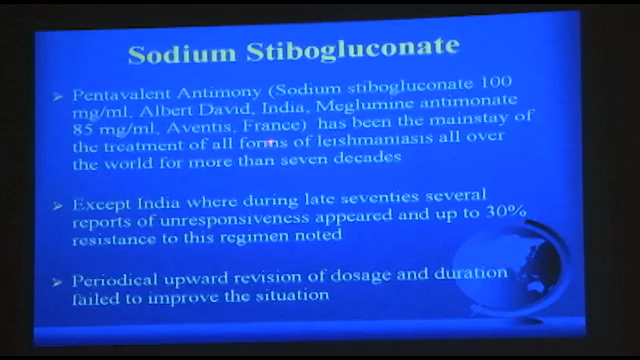 Sodium Stibogluconate
➢ Pentavalent Antimony (Sodium stibogluconate 100
mg/ml, Albert David, India, Meglumine antimonate
85 mg/ml, Aventis, France) has been the mainstay of
the treatment of all forms of leishmaniasis all over
the world for more than seven decades
➢ Except India where during late seventies several
reports of unresponsiveness appeared and up to 30%
resistance to this regimen noted
➢ Periodical upward revision of dosage and duration
failed to improve the situation